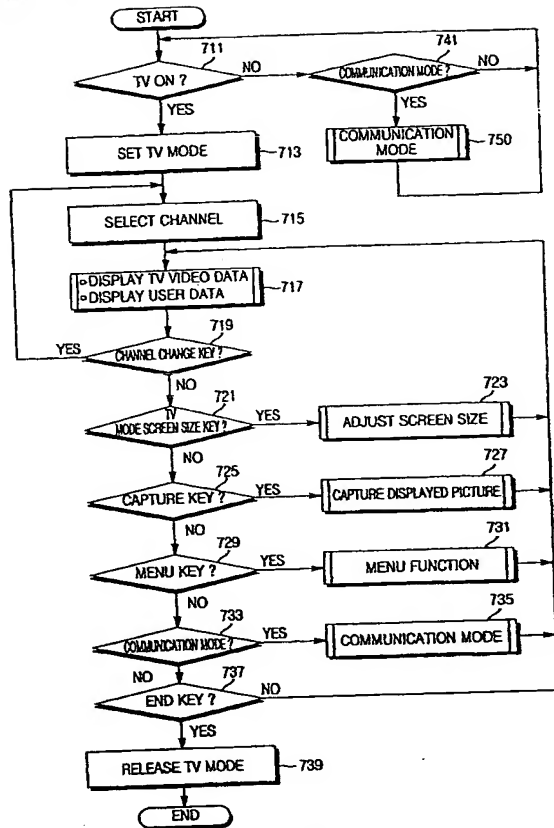 START
711
741
TV ON ?
NO
COMMUNICATION MODE ?
NO
YES
YES
SET TV MODE
713
COMMUNICATION
MODE
750
SELECT CHANNEL
715
DISPLAY TV VIDEO DATA
DISPLAY USER DATA
717
719
YES
CHANNEL CHANGE KEY ?
NO
721
723
TV
MODE SCREEN SIZE KEY ?
YES
ADJUST SCREEN SIZE
NO
725
727
CAPTURE KEY ?
YES
CAPTURE DISPLAYED PICTURE
NO
729
731
MENU KEY ?
YES
MENU FUNCTION
NO
733
735
COMMUNICATION MODE ?
YES
COMMUNICATION MODE
NO
737
END KEY ?
NO
YES
RELEASE TV MODE
739
END